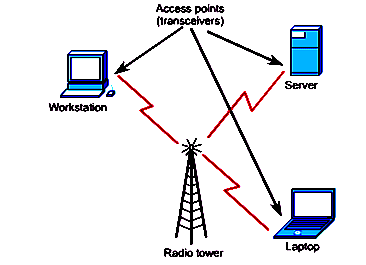 Access points
(transceivers)
Server
Workstation
Radio tower
Laptop